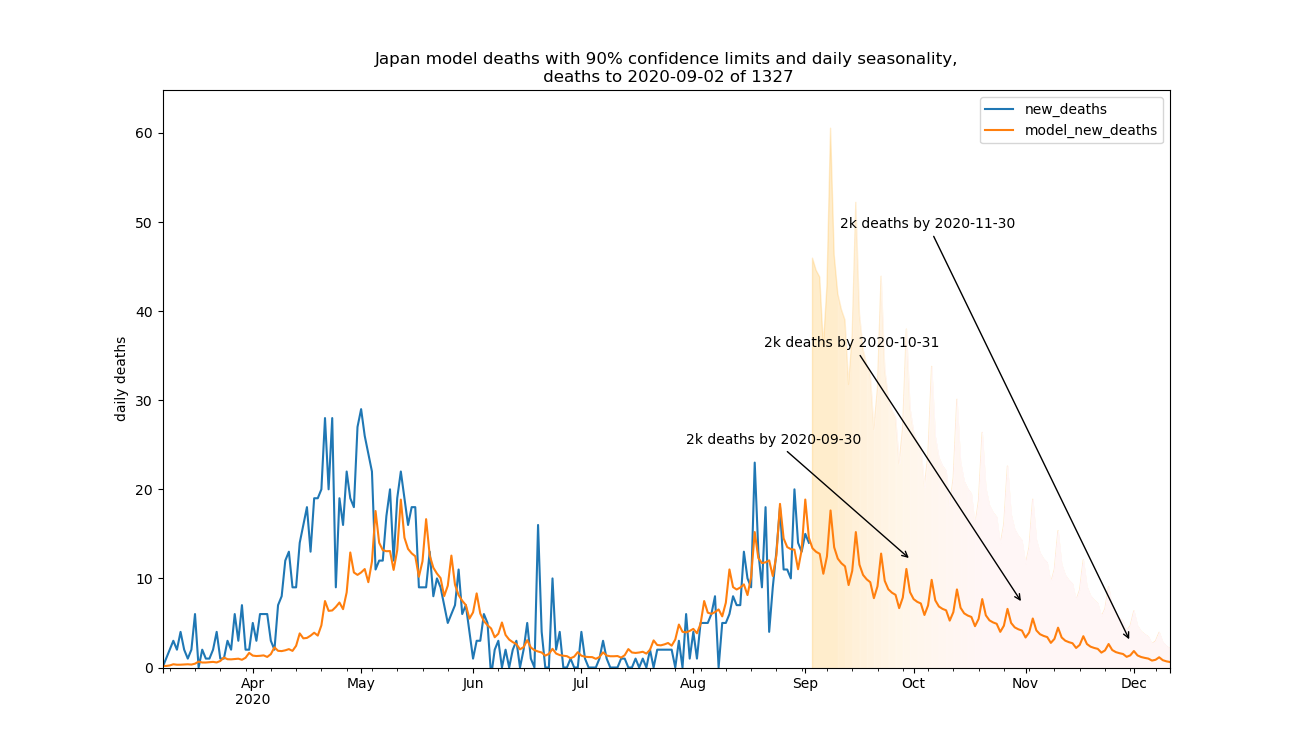 Japan model deaths with 90% confidence limits and daily seasonality,
deaths to 2020-09-02 of 1327
new_deaths
model_new_deaths
60
50
40
30
20
10
0
daily deaths
2k deaths by 2020-11-30
2k deaths by 2020-10-31
2k deaths by 2020-09-30
Apr May Jun Jul Aug Sep Oct Nov Dec
2020